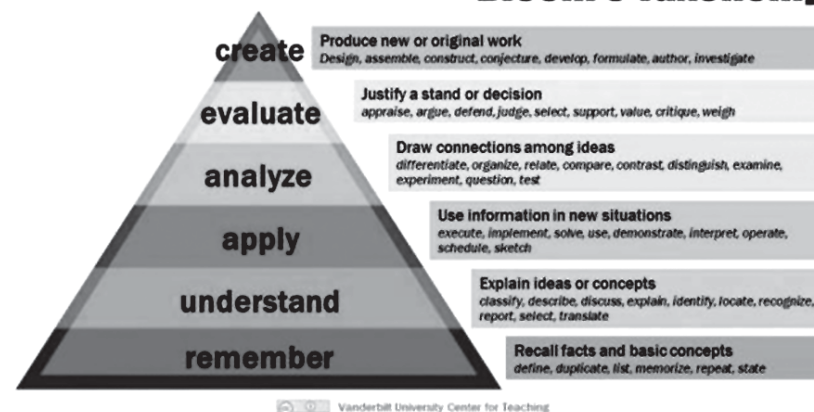 create
Produce new or original work
Design, assemble, construct, conjecture, develop, formulate, author, investigate
evaluate
Justify a stand or decision
appraise, argue, defend, judge, select, support, value, critique, weigh
analyze
Draw connections among ideas
differentiate, organize, relate, compare, contrast, distinguish, examine,
experiment, question, test
apply
Use information in new situations
execute, implement, solve, use, demonstrate, interpret, operate,
schedule, sketch
understand
Explain ideas or concepts
classify, describe, discuss, explain, identify, locate, recognize,
report, select, translate
remember
Recall facts and basic concepts
define, duplicate, list, memorize, repeat, state
Vanderbilt University Center for Teaching